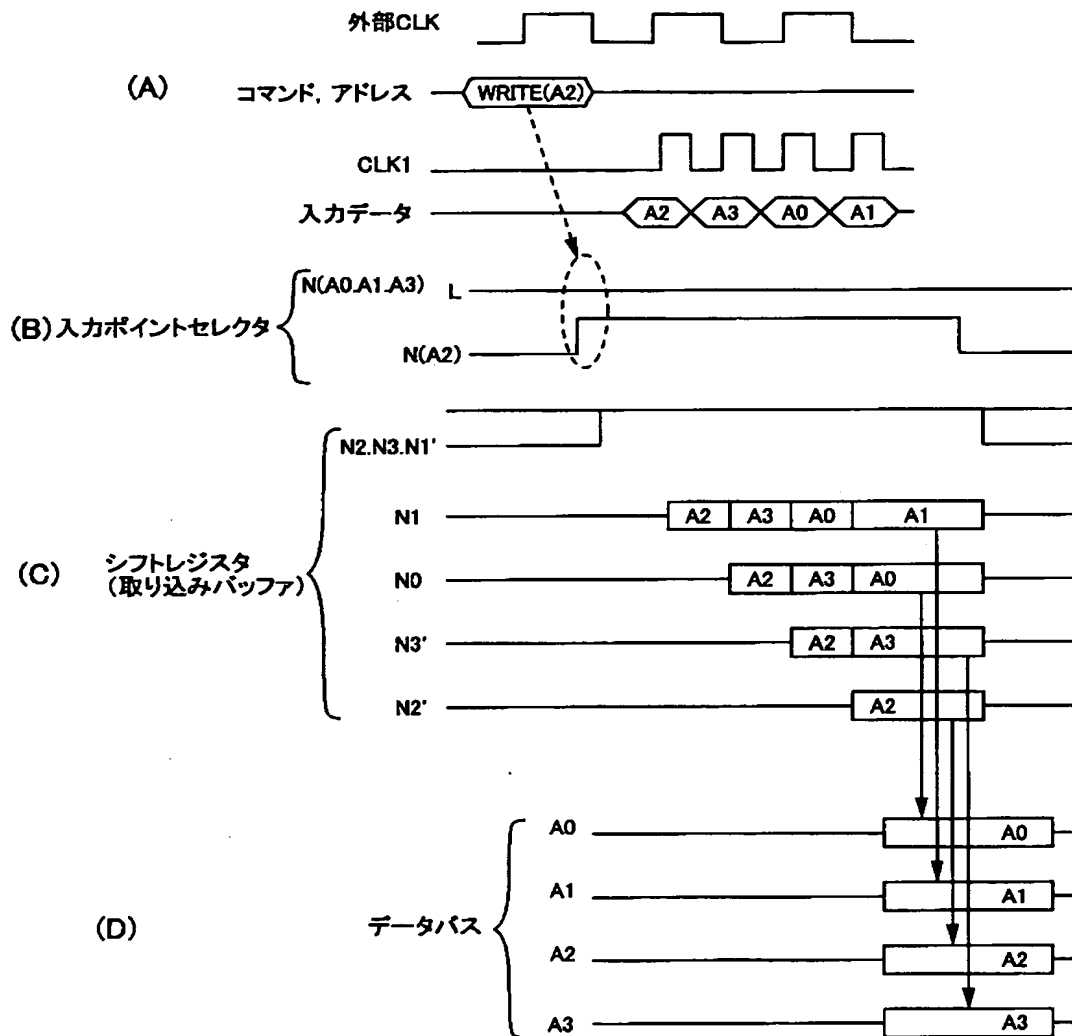 外部CLK
(A)
コマンド, アドレス
WRITE(A2)
CLK1
入力データ
A2 A3 A0 A1
(B) 入力ポイントセレクタ
N(A0.A1.A3)
L
N(A2)
(C) シフトレジスタ
(取り込みバッファ)
N2.N3.N1'
N1
A2 A3 A0 A1
N0
A2 A3 A0
N3'
A2 A3
N2'
A2
(D)
データバス
A0
A0
A1
A1
A2
A2
A3
A3